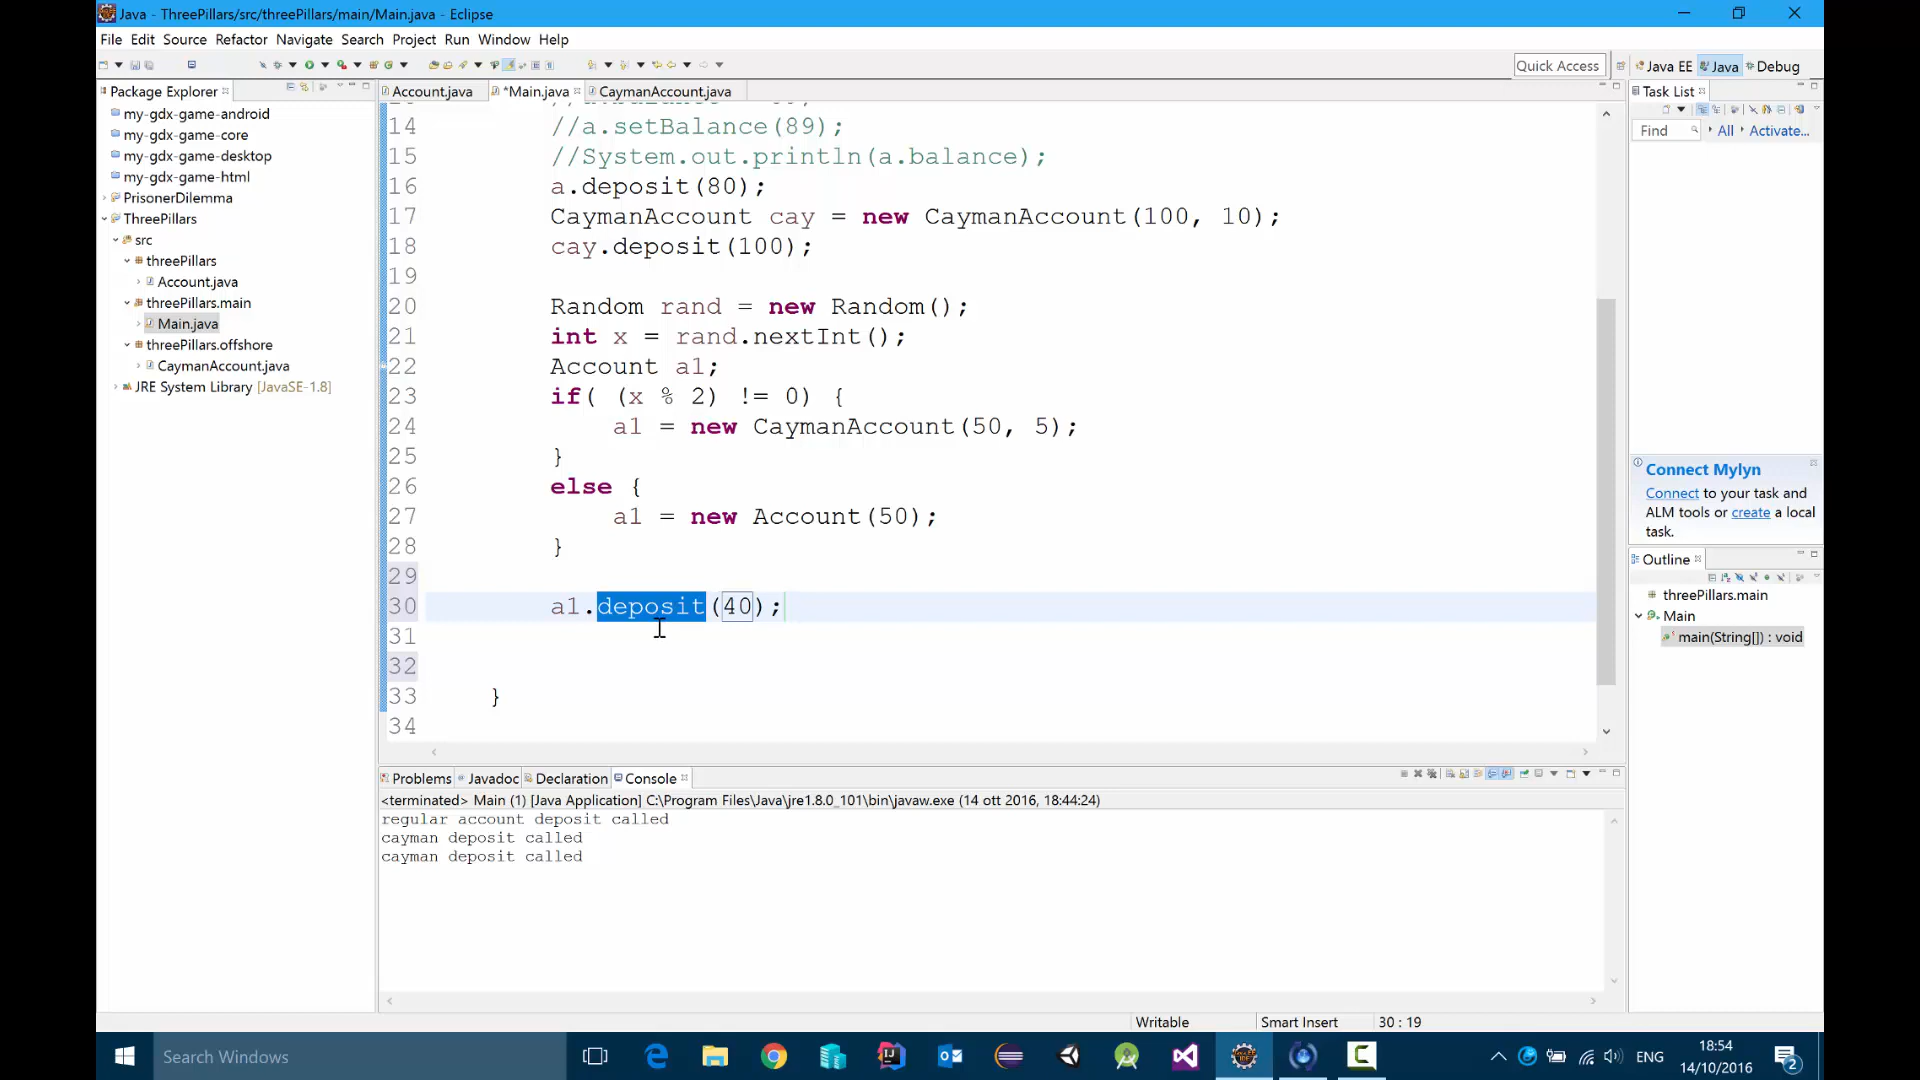 Java - ThreePillars/src/threePillars/main/Main.java - Eclipse
File Edit Source Refactor Navigate Search Project Run Window Help
Quick Access
Java EE
Java
Debug
Package Explorer
my-gdx-game-android
my-gdx-game-core
my-gdx-game-desktop
my-gdx-game-html
PrisonerDilemma
ThreePillars
src
threePillars
Account.java
threePillars.main
Main.java
threePillars.offshore
CaymanAccount.java
JRE System Library [JavaSE-1.8]
Account.java
*Main.java
CaymanAccount.java
14 //a.setBalance(89);
15 //System.out.println(a.balance);
16 a.deposit(80);
17 CaymanAccount cay = new CaymanAccount(100, 10);
18 cay.deposit(100);
19
20 Random rand = new Random();
21 int x = rand.nextInt();
22 Account a1;
23 if( (x % 2) != 0) {
24 a1 = new CaymanAccount(50, 5);
25 }
26 else {
27 a1 = new Account(50);
28 }
29
30 a1.deposit(40);
31
32
33 }
34
Task List
Find
All
Activate...
Connect Mylyn
Connect to your task and
ALM tools or create a local
task.
Outline
threePillars.main
Main
main(String[]) : void
Problems
Javadoc
Declaration
Console
<terminated> Main (1) [Java Application] C:\Program Files\Java\jre1.8.0_101\bin\javaw.exe (14 ott 2016, 18:44:24)
regular account deposit called
cayman deposit called
cayman deposit called
Writable
Smart Insert
30 : 19
Search Windows
ENG
18:54
14/10/2016
2